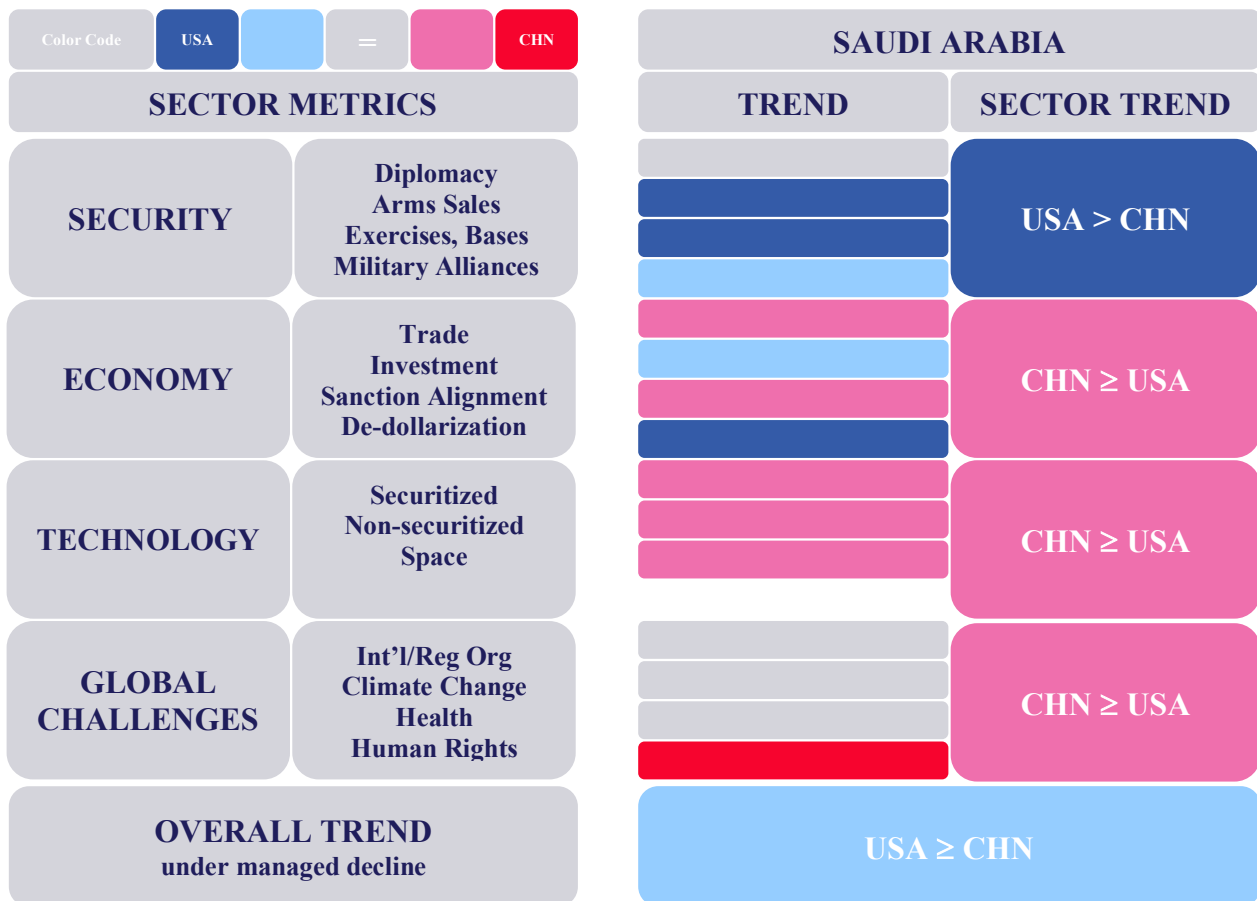 Color Code
USA
=
CHN
SAUDI ARABIA
SECTOR METRICS
TREND
SECTOR TREND
SECURITY
Diplomacy
Arms Sales
Exercises, Bases
Military Alliances
USA > CHN
ECONOMY
Trade
Investment
Sanction Alignment
De-dollarization
CHN ≥ USA
TECHNOLOGY
Securitized
Non-securitized
Space
CHN ≥ USA
GLOBAL
CHALLENGES
Int’l/Reg Org
Climate Change
Health
Human Rights
CHN ≥ USA
OVERALL TREND
under managed decline
USA ≥ CHN